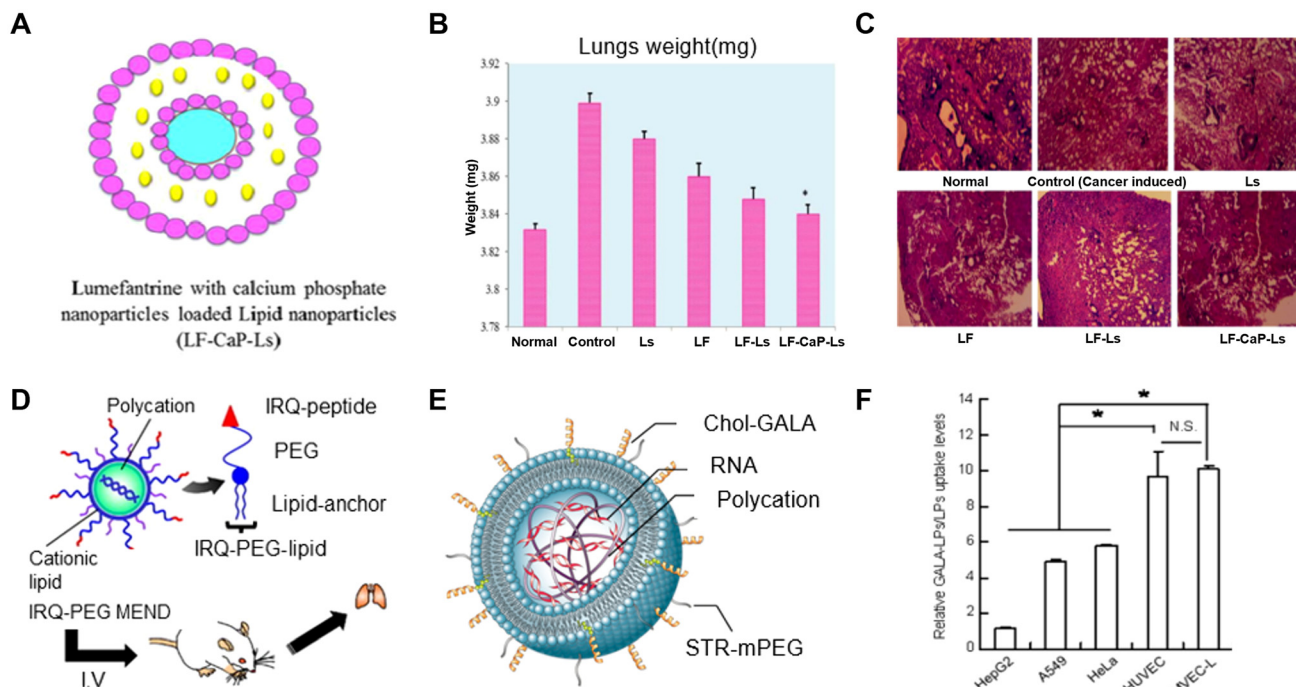 A
Lumefantrine with calcium phosphate
nanoparticles loaded Lipid nanoparticles
(LF-CaP-Ls)
B
Lungs weight(mg)
Weight (mg)
3.92
3.9
3.88
3.86
3.84
3.82
3.8
3.78
*
Normal Control Ls LF LF-Ls LF-CaP-Ls
C
Normal Control (Cancer induced) Ls
LF LF-Ls LF-CaP-Ls
D
Polycation
IRQ-peptide
PEG
Lipid-anchor
IRQ-PEG-lipid
Cationic
lipid
IRQ-PEG MEND
I.V
E
Chol-GALA
RNA
Polycation
STR-mPEG
F
Relative GALA-LPs/LPs uptake levels
14
12
10
8
6
4
2
0
*
*
N.S.
HepG2 A549 HeLa HUVEC